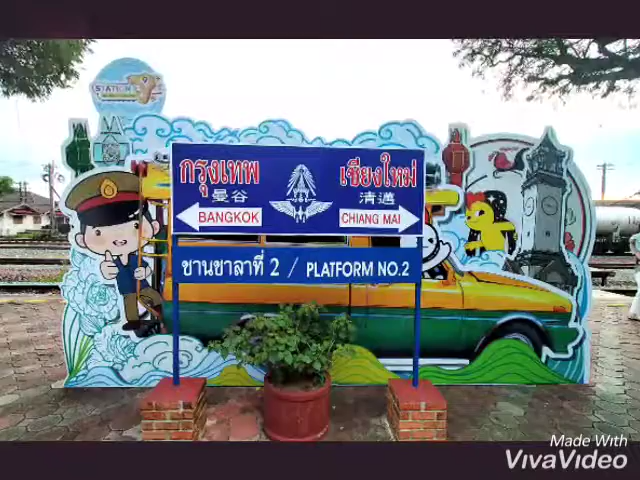 STATION
กรุงเทพ
曼谷
BANGKOK
เชียงใหม่
清邁
CHIANG MAI
ชานชาลาที่ 2 / PLATFORM NO.2
Made With
VivaVideo